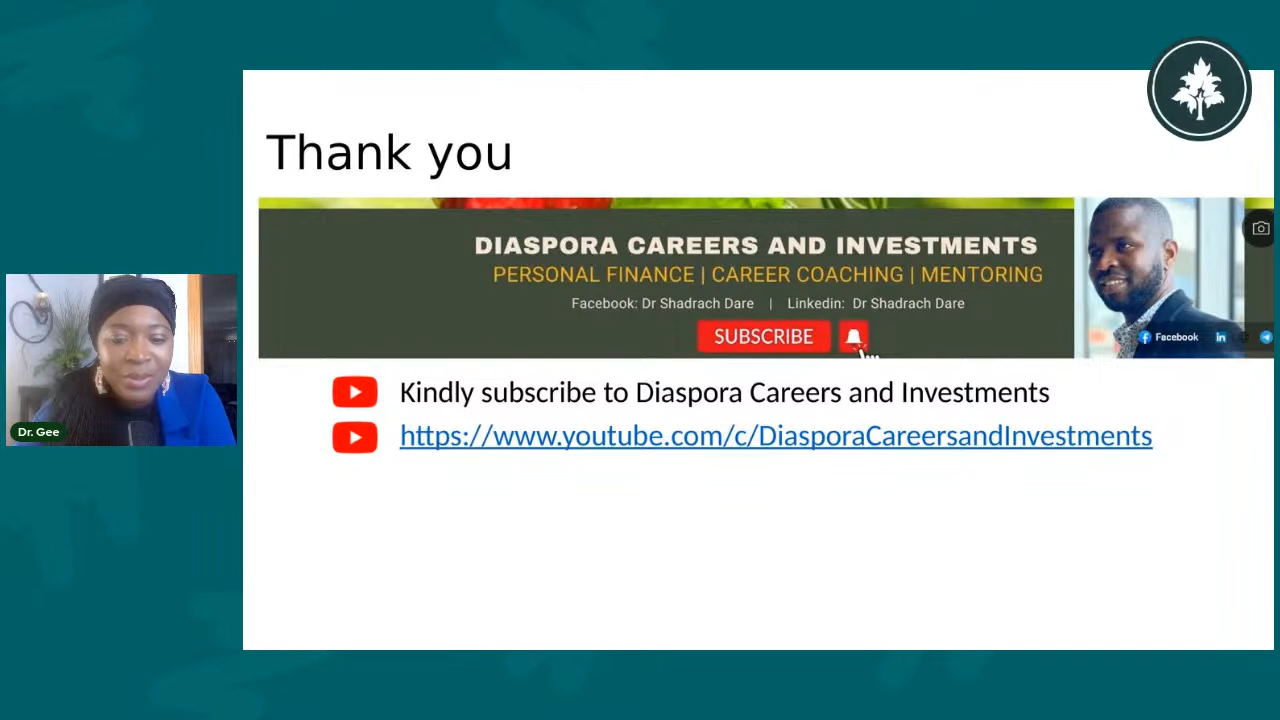 Thank you
DIASPORA CAREERS AND INVESTMENTS
PERSONAL FINANCE | CAREER COACHING | MENTORING
Facebook: Dr Shadrach Dare | Linkedin: Dr Shadrach Dare
SUBSCRIBE
Facebook
in
Kindly subscribe to Diaspora Careers and Investments
https://www.youtube.com/c/DiasporaCareersandInvestments
Dr. Gee